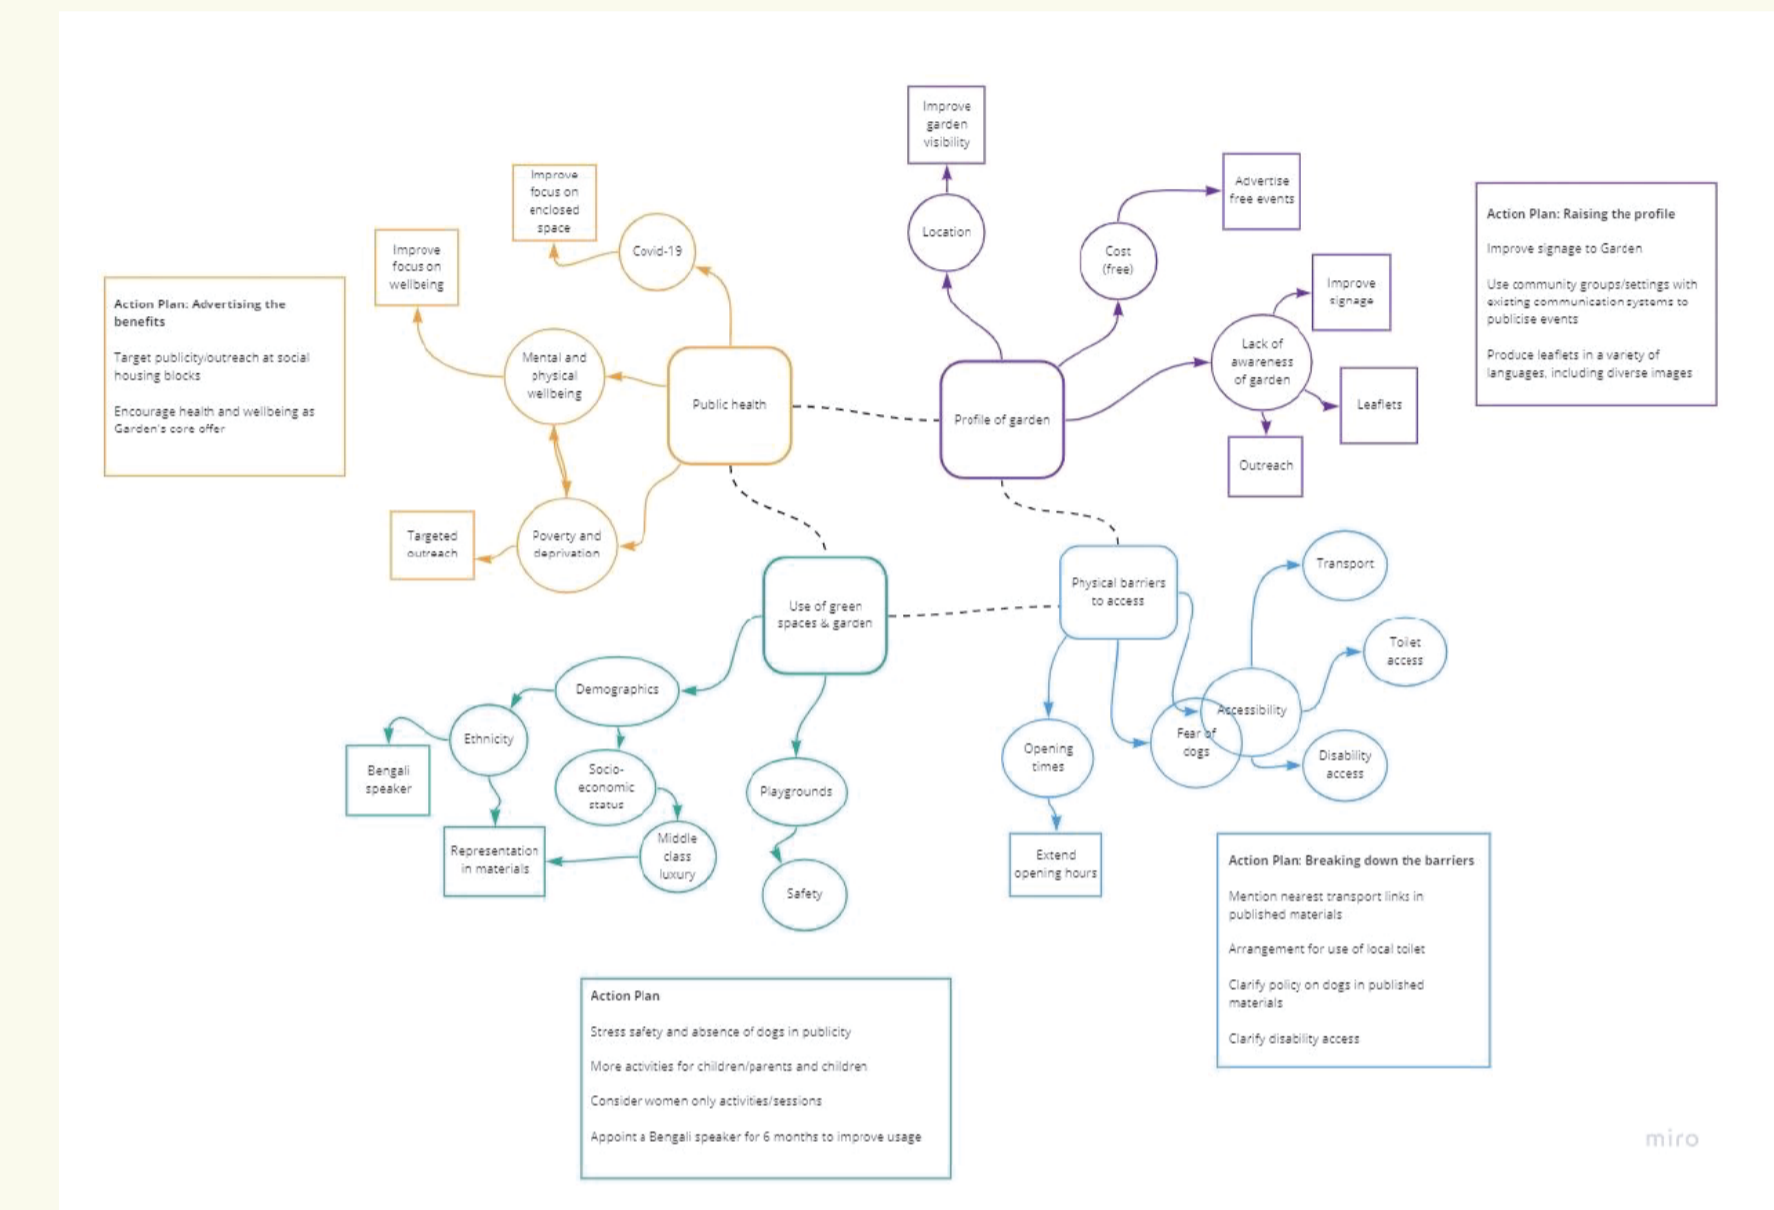 Improve
garden
visibility
Location
Cost
(free)
Advertise
free events
Lack of
awareness
of garden
Improve
signage
Leaflets
Outreach
Profile of garden
Action Plan: Raising the profile
Improve signage to Garden
Use community groups/settings with
existing communication systems to
publicise events
Produce leaflets in a variety of
languages, including diverse images
Improve
focus on
enclosed
space
Covid-19
Improve
focus on
wellbeing
Mental and
physical
wellbeing
Public health
Poverty and
deprivation
Targeted
outreach
Action Plan: Advertising the
benefits
Target publicity/outreach at social
housing blocks
Encourage health and wellbeing as
Garden's core offer
Use of green
spaces & garden
Demographics
Ethnicity
Bengali
speaker
Representation
in materials
Socio-
economic
status
Middle
class
luxury
Playgrounds
Safety
Action Plan
Stress safety and absence of dogs in publicity
More activities for children/parents and children
Consider women only activities/sessions
Appoint a Bengali speaker for 6 months to improve usage
Physical barriers
to access
Opening
times
Extend
opening hours
Fear of
dogs
Accessibility
Transport
Toilet
access
Disability
access
Action Plan: Breaking down the barriers
Mention nearest transport links in
published materials
Arrangement for use of local toilet
Clarify policy on dogs in published
materials
Clarify disability access
miro